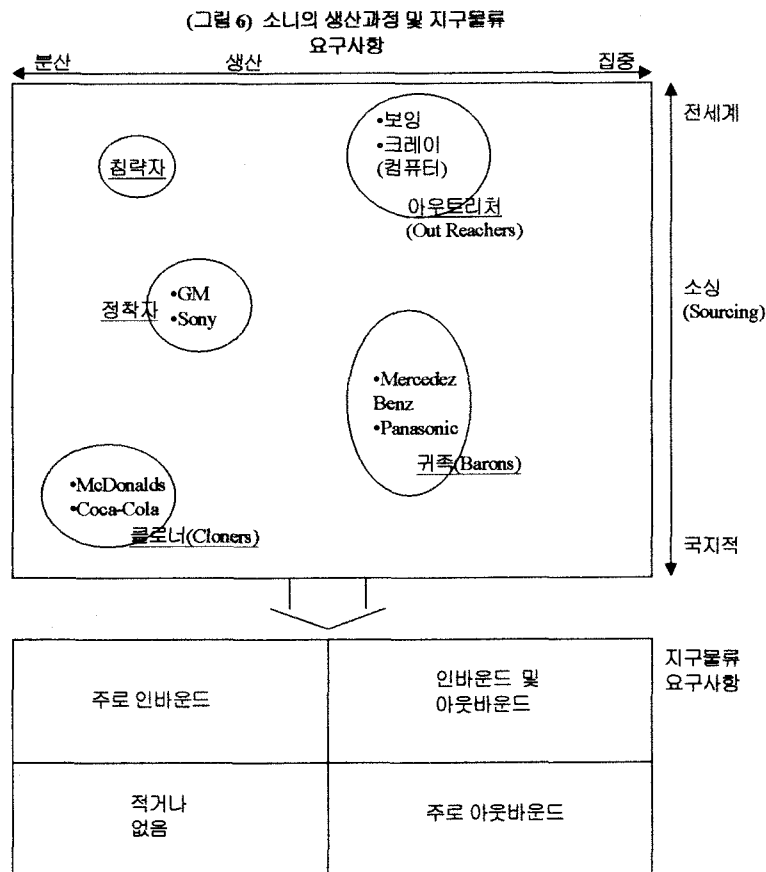 (그림 6) 소니의 생산과정 및 지구물류
요구사항
분산 생산 집중
전세계
•보잉
•크레이
(컴퓨터)
침략자
아웃트리처
(Out Reachers)
소싱
(Sourcing)
•GM
정착자
•Sony
•Mercedez
Benz
•Panasonic
귀족(Barons)
•McDonalds
•Coca-Cola
클로너(Cloners)
국지적
지구물류
요구사항
주로 인바운드
인바운드 및
아웃바운드
적거나
없음
주로 아웃바운드